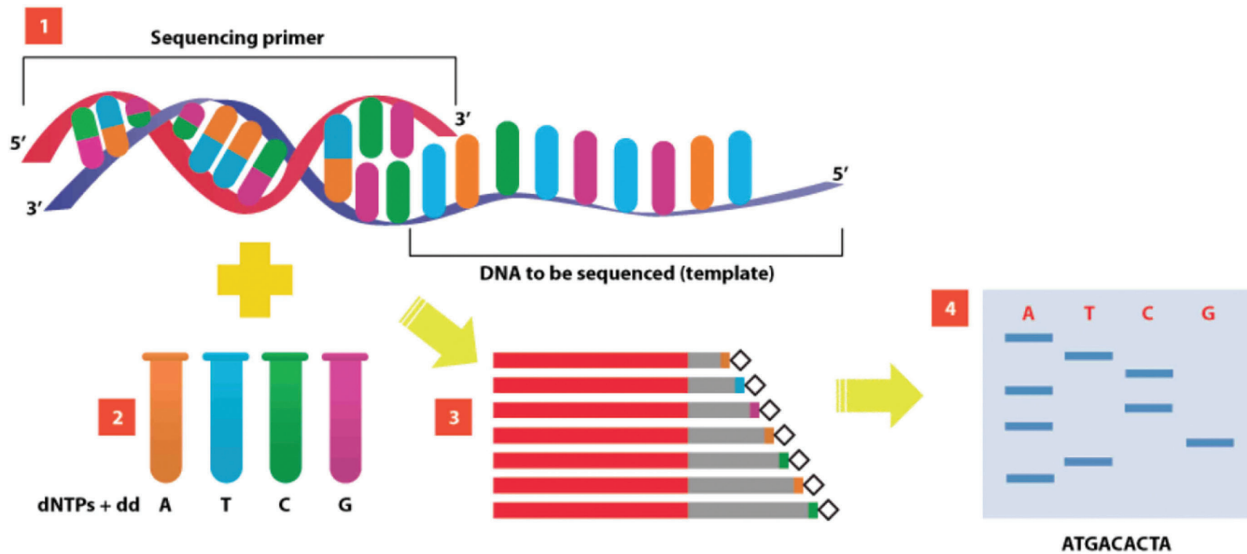 1
Sequencing primer
5′
3′
3′
5′
DNA to be sequenced (template)
2
dNTPs + dd A T C G
3
4
A T C G
ATGACACTA